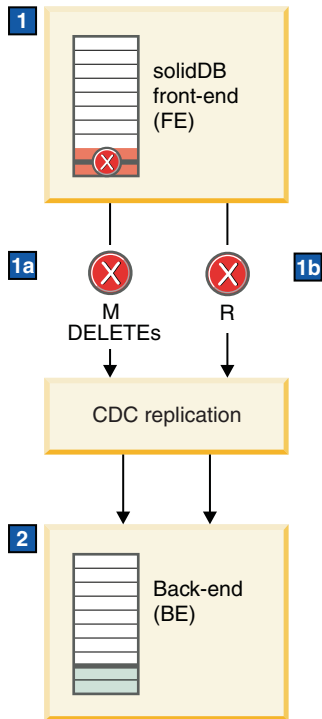 1
solidDB
front-end
(FE)
1a
1b
M
DELETEs
R
CDC replication
2
Back-end
(BE)